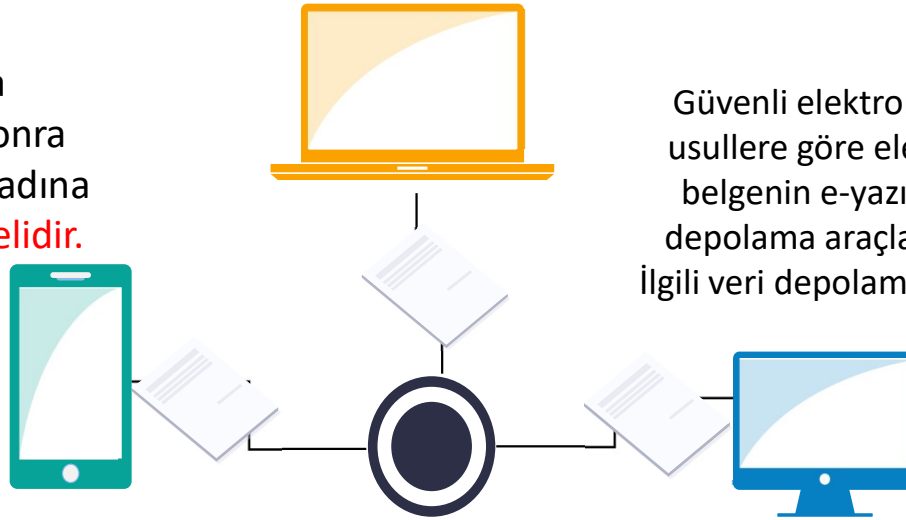 onra
adına
elidir.
Güvenli elektro
usullere göre ele
belgenin e-yazı
depolama araçla
İlgili veri depolam